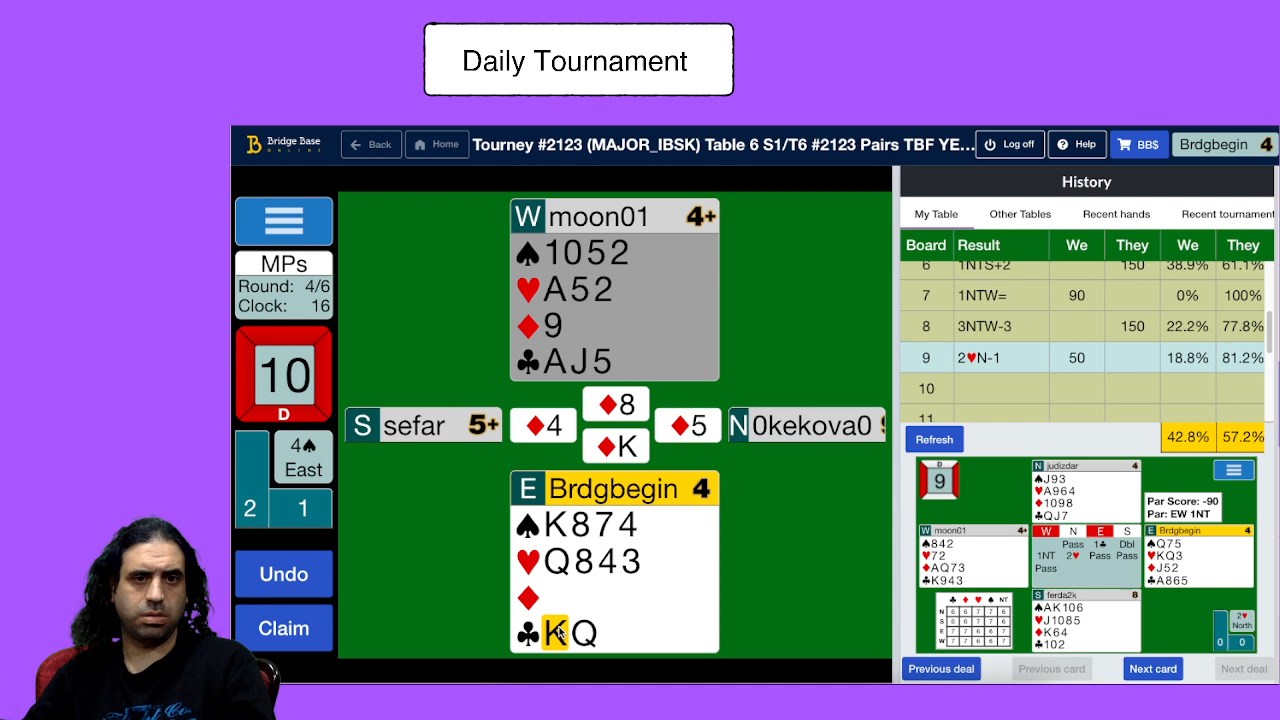 Daily Tournament
Bridge Base
ONLINE
Back
Home
Tourney #2123 (MAJOR_IBSK) Table 6 S1/T6 #2123 Pairs TBF YE...
Log off
Help
BB$
Brdgbegin 4
MPs
Round: 4/6
Clock: 16
10
D
4♠
East
2 1
Undo
Claim
W moon01 4+
♠1052
♥A52
♦9
♣AJ5
♦8
S sefar 5+
♦4
♦5
N 0kekova0
♦K
E Brdgbegin 4
♠K874
♥Q843
♦
♣KQ
History
My Table Other Tables Recent hands Recent tournament
Board Result We They We They
6 1NTS+2 150 38.9% 61.1%
7 1NTW= 90 0% 100%
8 3NTW-3 150 22.2% 77.8%
9 2♥N-1 50 18.8% 81.2%
10
11
Refresh
42.8% 57.2%
D
9
N judizdar 4
♠J93
♥A964
♦1098
♣QJ7
Par Score: -90
Par: EW 1NT
W moon01 4+
♠842
♥72
♦AQ73
♣K943
W N E S
Pass 1♣ Dbl
1NT 2♥ Pass Pass
Pass
E Brdgbegin 4
♠Q75
♥KQ3
♦J52
♣A865
S ferda2k 8
♠AK106
♥J1085
♦K64
♣102
2♥
North
0 0
Previous deal Previous card Next card Next deal